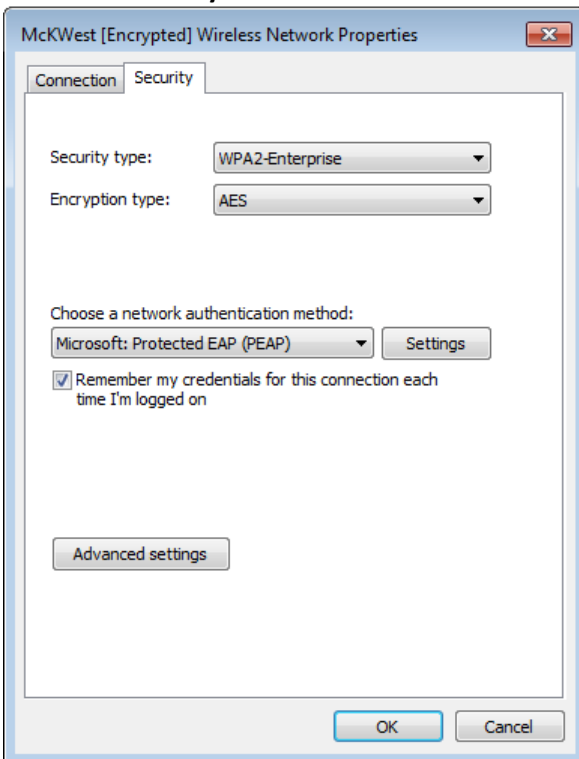 McKWest [Encrypted] Wireless Network Properties
Connection Security
Security type: WPA2-Enterprise
Encryption type: AES
Choose a network authentication method:
Microsoft: Protected EAP (PEAP) Settings
Remember my credentials for this connection each
time I'm logged on
Advanced settings
OK Cancel